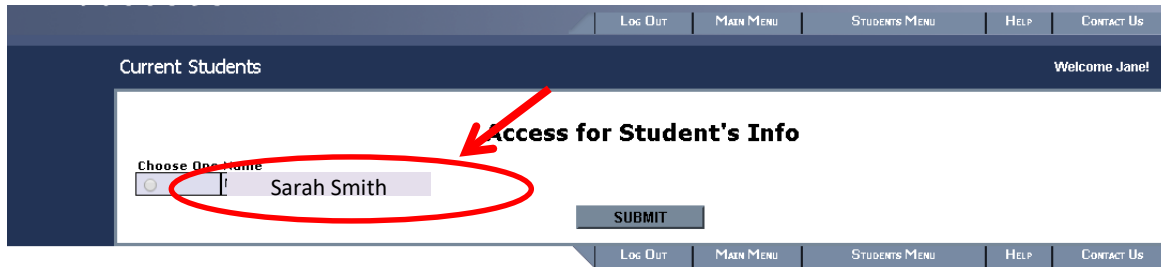 Log Out Main Menu Students Menu Help Contact Us
Current Students Welcome Jane!
Access for Student's Info
Choose One Name
Sarah Smith
SUBMIT
Log Out Main Menu Students Menu Help Contact Us